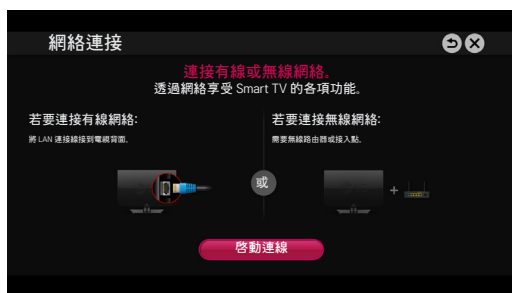 網絡連接
連接有線或無線網絡。
透過網絡享受 Smart TV 的各項功能。
若要連接有線網絡:
將 LAN 連接線接到電視背面。
若要連接無線網絡:
需要無線路由器或接入點。
或
啓動連線